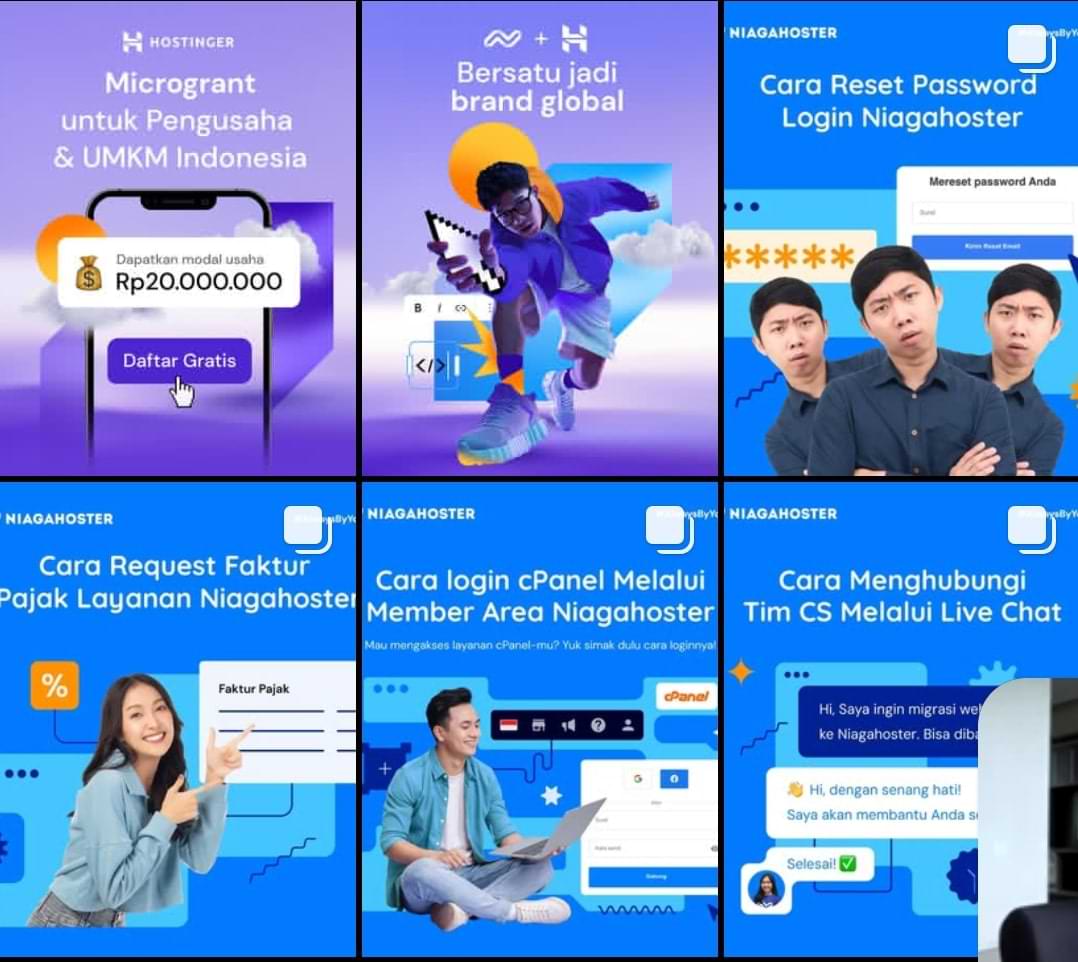 HOSTINGER
Microgrant
untuk Pengusaha
& UMKM Indonesia
Dapatkan modal usaha
Rp20.000.000
Daftar Gratis
+
Bersatu jadi
brand global
B i
</>
NIAGAHOSTER
Cara Reset Password
Login Niagahoster
Mereset password Anda
Surel
Kirim Reset Email
*****
NIAGAHOSTER
Cara Request Faktur
Pajak Layanan Niagahoster
%
Faktur Pajak
NIAGAHOSTER
Cara login cPanel Melalui
Member Area Niagahoster
Mau mengakses layanan cPanel-mu? Yuk simak dulu cara loginnya!
cPanel
Surel
Kata sandi
NIAGAHOSTER
Cara Menghubungi
Tim CS Melalui Live Chat
Hi, Saya ingin migrasi
ke Niagahoster. Bisa
👋 Hi, dengan senang hati!
Saya akan membantu Anda
Selesai! ✅